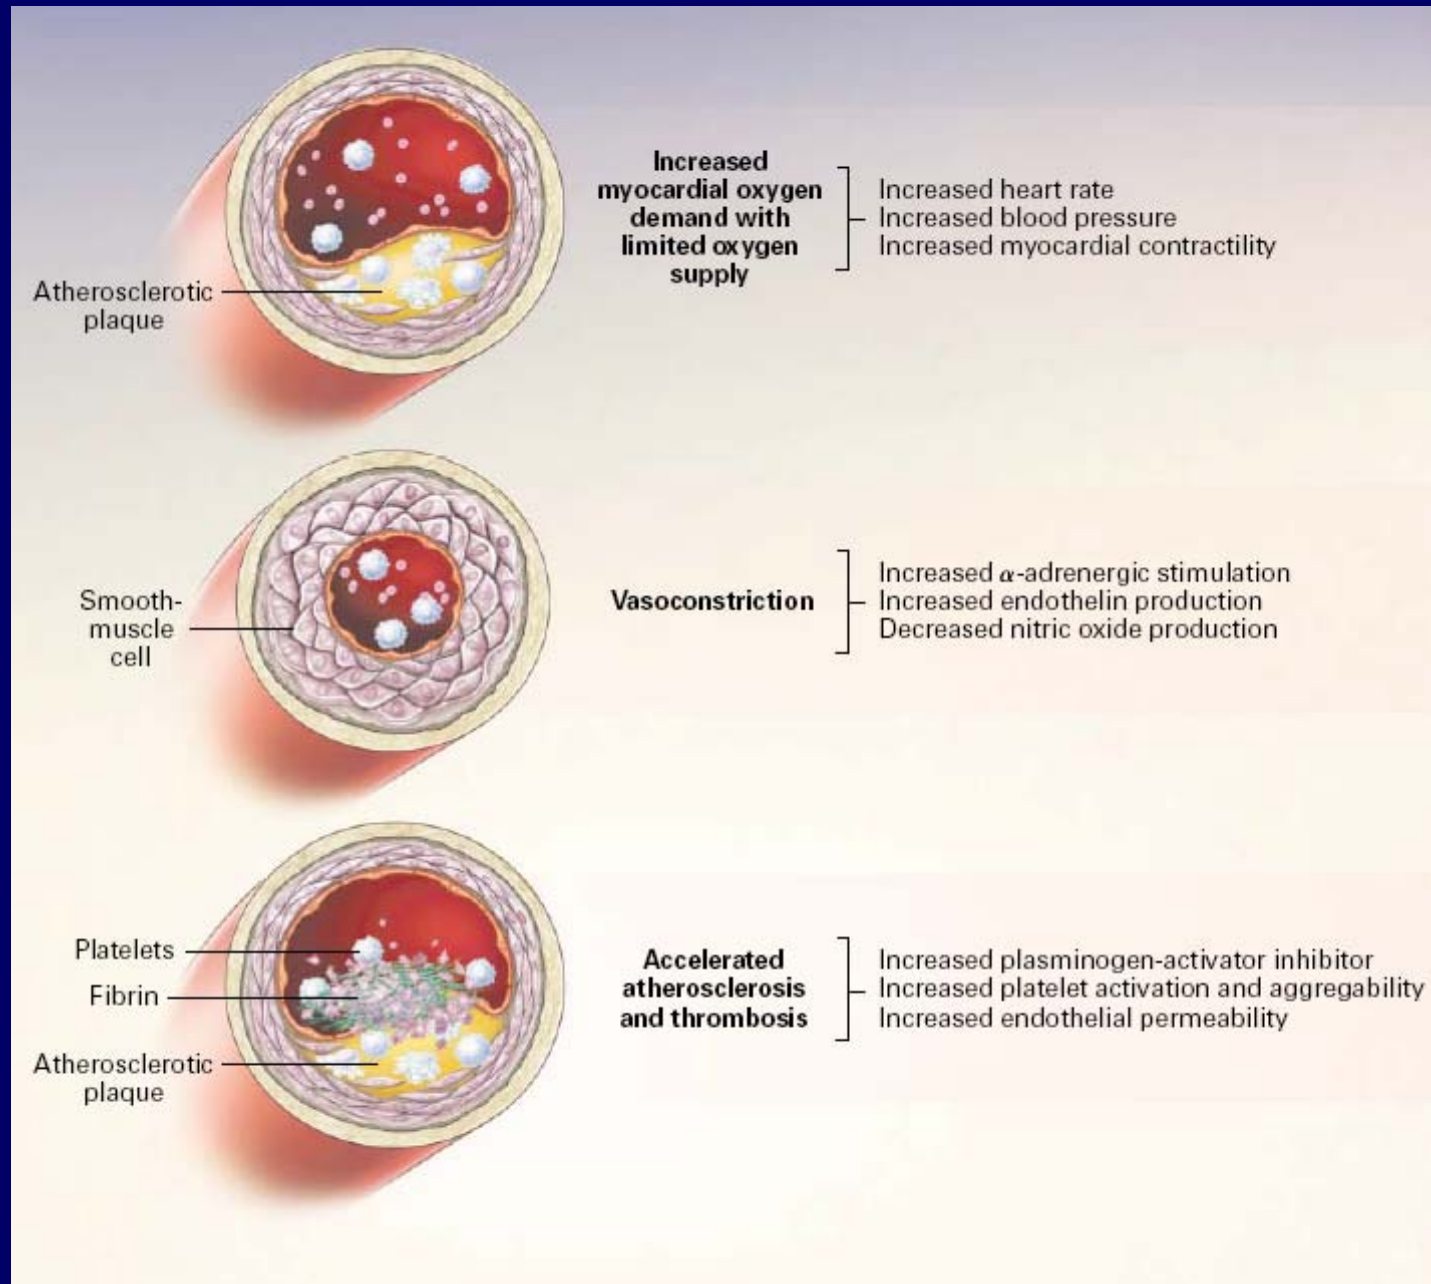 Increased
myocardial oxygen
demand with
limited oxygen
supply
Increased heart rate
Increased blood pressure
Increased myocardial contractility
Atherosclerotic
plaque
Vasoconstriction
Increased α-adrenergic stimulation
Increased endothelin production
Decreased nitric oxide production
Smooth-
muscle
cell
Platelets
Fibrin
Atherosclerotic
plaque
Accelerated
atherosclerosis
and thrombosis
Increased plasminogen-activator inhibitor
Increased platelet activation and aggregability
Increased endothelial permeability